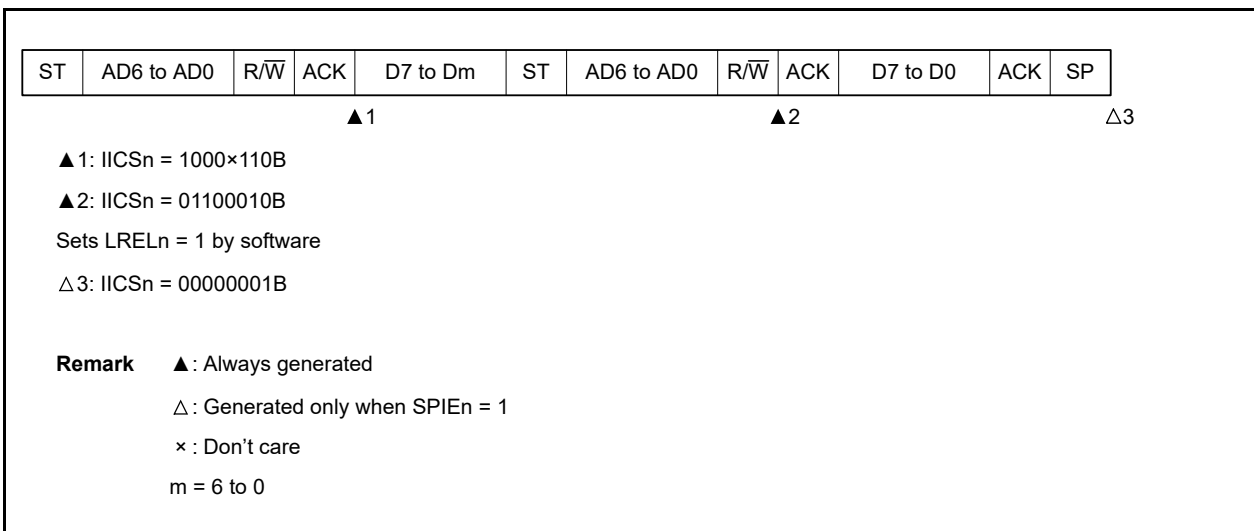 ST AD6 to AD0 R/W̅ ACK D7 to Dm ST AD6 to AD0 R/W̅ ACK D7 to D0 ACK SP
▲1 ▲2 △3
▲1: IICSn = 1000×110B
▲2: IICSn = 01100010B
Sets LRELn = 1 by software
△3: IICSn = 00000001B
Remark ▲: Always generated
△: Generated only when SPIEn = 1
×: Don't care
m = 6 to 0